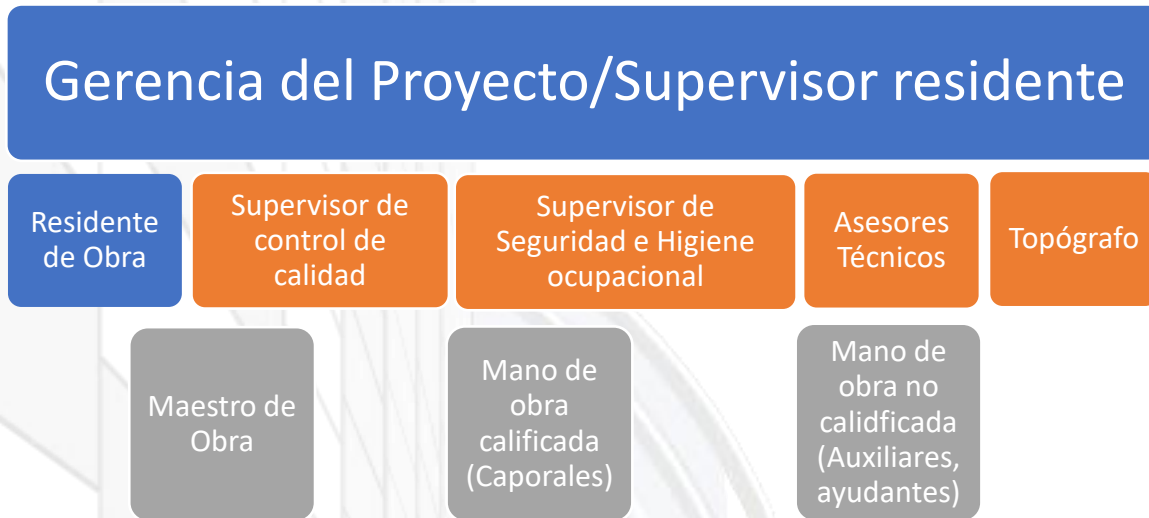 Gerencia del Proyecto/Supervisor residente
Residente
de Obra
Supervisor de
control de
calidad
Supervisor de
Seguridad e Higiene
ocupacional
Asesores
Técnicos
Topógrafo
Maestro de
Obra
Mano de
obra
calificada
(Caporales)
Mano de
obra no
calidficada
(Auxiliares,
ayudantes)